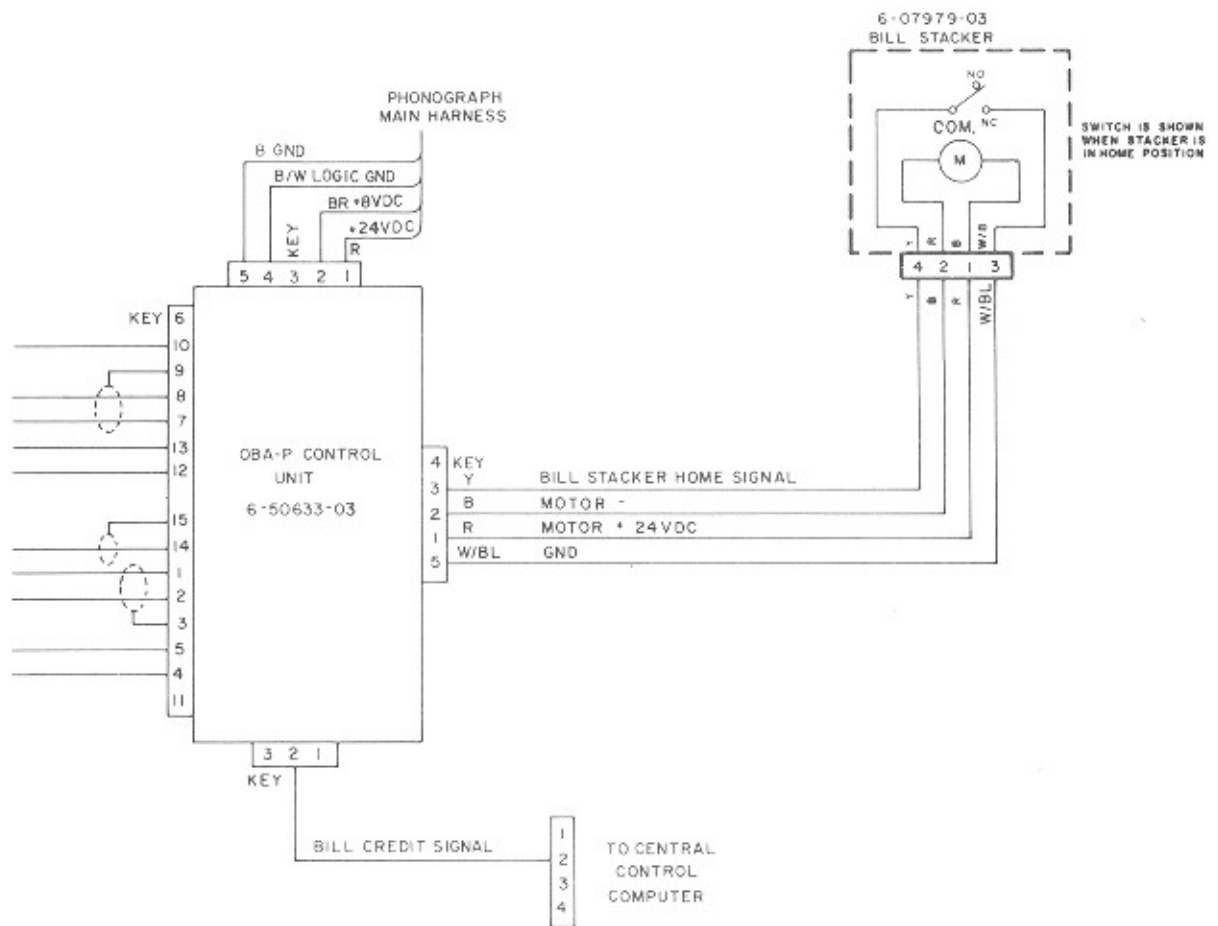 6-07979-03
BILL STACKER
NO
COM. NC
M
SWITCH IS SHOWN
WHEN STACKER IS
IN HOME POSITION
Y R B W/B
4 2 1 3
Y B R W/BL
PHONOGRAPH
MAIN HARNESS
B GND
B/W LOGIC GND
BR +8VDC
+24VDC
R
KEY
5 4 3 2 1
KEY 6
10
9
8
7
13
12
15
14
1
2
3
5
4
11
OBA-P CONTROL
UNIT
6-50633-03
4 KEY
3 Y BILL STACKER HOME SIGNAL
2 B MOTOR -
1 R MOTOR + 24VDC
5 W/BL GND
3 2 1
KEY
BILL CREDIT SIGNAL
1
2
3
4
TO CENTRAL
CONTROL
COMPUTER